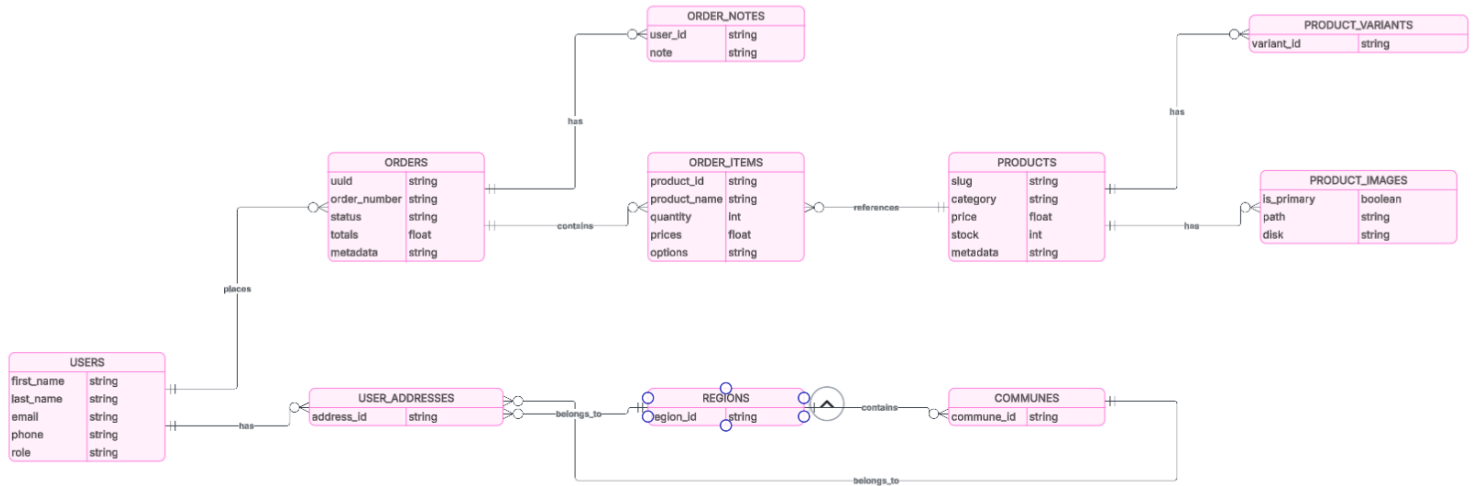 ORDER_NOTES
user_id string
note string
PRODUCT_VARIANTS
variant_id string
has
has
ORDERS
uuid string
order_number string
status string
totals float
metadata string
ORDER_ITEMS
product_id string
product_name string
quantity int
prices float
options string
PRODUCTS
slug string
category string
price float
stock int
metadata string
PRODUCT_IMAGES
is_primary boolean
path string
disk string
contains
references
has
places
USERS
first_name string
last_name string
email string
phone string
role string
has
USER_ADDRESSES
address_id string
belongs_to
REGIONS
region_id string
contains
COMMUNES
commune_id string
belongs_to